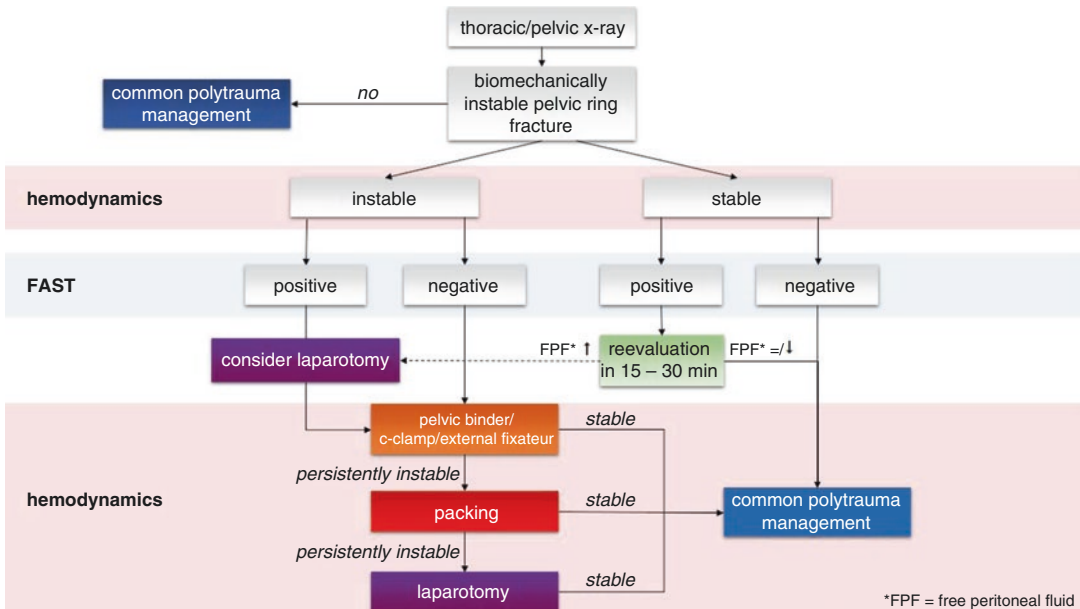 thoracic/pelvic x-ray
common polytrauma
management
no
biomechanically
instable pelvic ring
fracture
hemodynamics
instable
stable
FAST
positive
negative
positive
negative
consider laparotomy
FPF* ↑
reevaluation
in 15 – 30 min
FPF* =/↓
pelvic binder/
c-clamp/external fixateur
stable
persistently instable
hemodynamics
packing
stable
common polytrauma
management
persistently instable
laparotomy
stable
*FPF = free peritoneal fluid